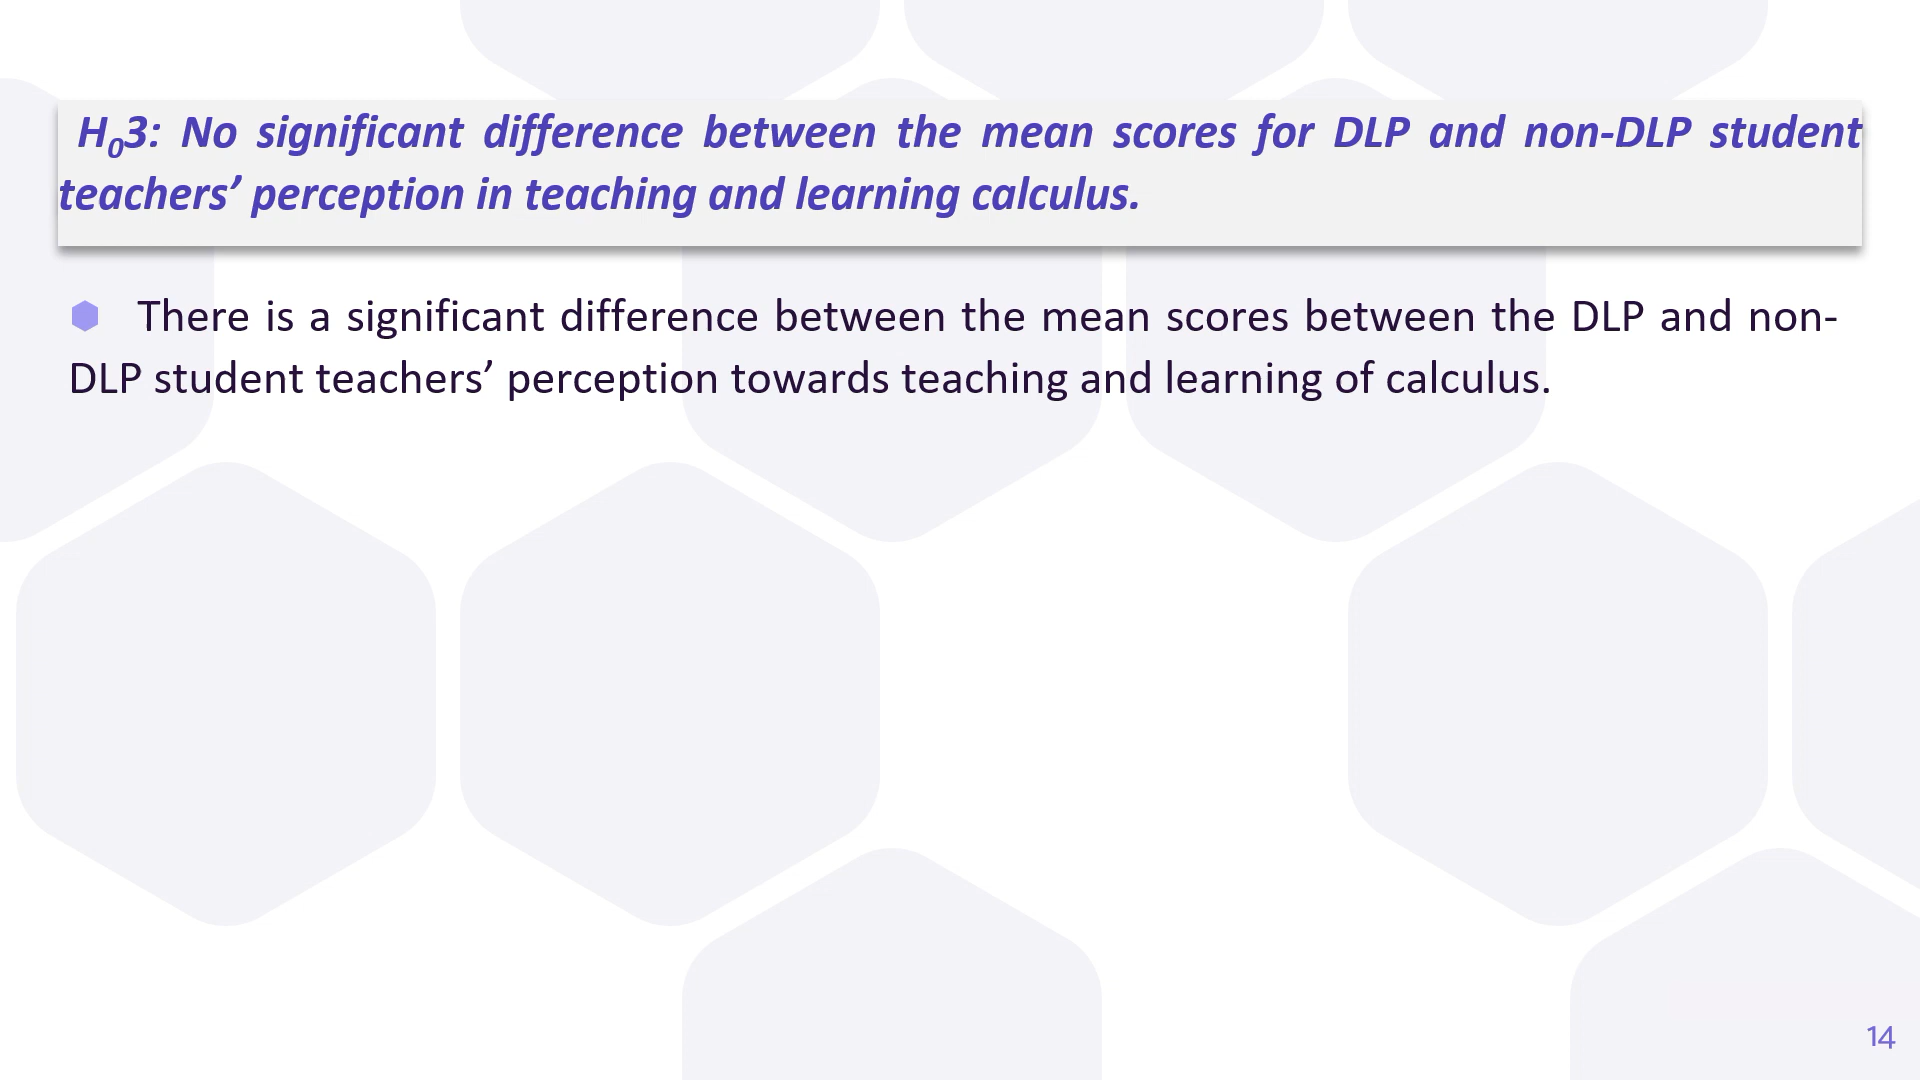 H₀3: No significant difference between the mean scores for DLP and non-DLP student
teachers’ perception in teaching and learning calculus.
There is a significant difference between the mean scores between the DLP and non-
DLP student teachers’ perception towards teaching and learning of calculus.
14